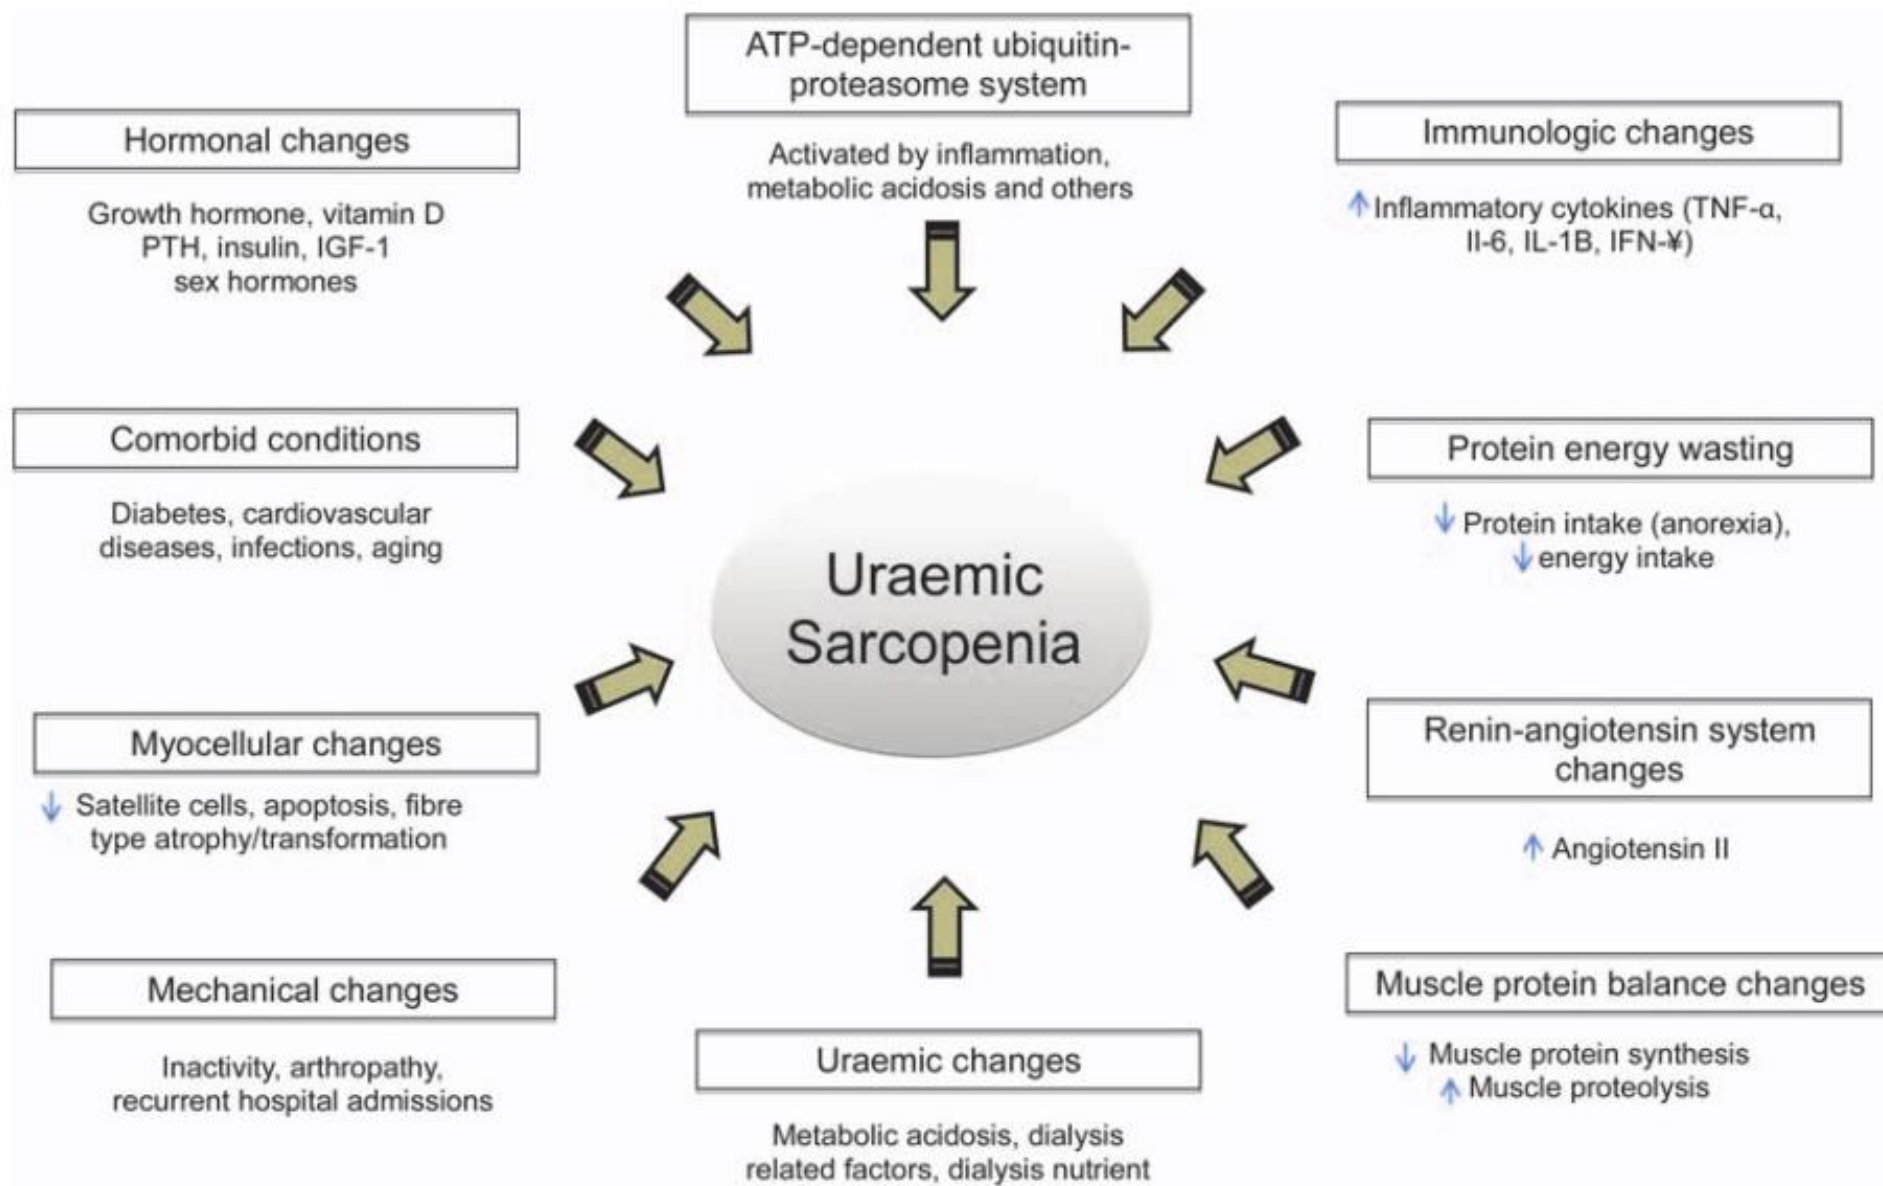 ATP-dependent ubiquitin-
proteasome system
Activated by inflammation,
metabolic acidosis and others
Hormonal changes
Growth hormone, vitamin D
PTH, insulin, IGF-1
sex hormones
Immunologic changes
↑ Inflammatory cytokines (TNF-α,
Il-6, IL-1B, IFN-¥)
Comorbid conditions
Diabetes, cardiovascular
diseases, infections, aging
Protein energy wasting
↓ Protein intake (anorexia),
↓ energy intake
Uraemic
Sarcopenia
Myocellular changes
↓ Satellite cells, apoptosis, fibre
type atrophy/transformation
Renin-angiotensin system
changes
↑ Angiotensin II
Mechanical changes
Inactivity, arthropathy,
recurrent hospital admissions
Muscle protein balance changes
↓ Muscle protein synthesis
↑ Muscle proteolysis
Uraemic changes
Metabolic acidosis, dialysis
related factors, dialysis nutrient